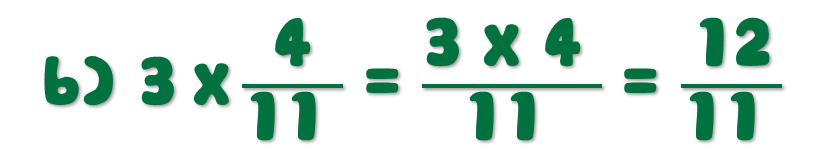 b) 3 x 4/11 = 3 x 4/11 = 12/11